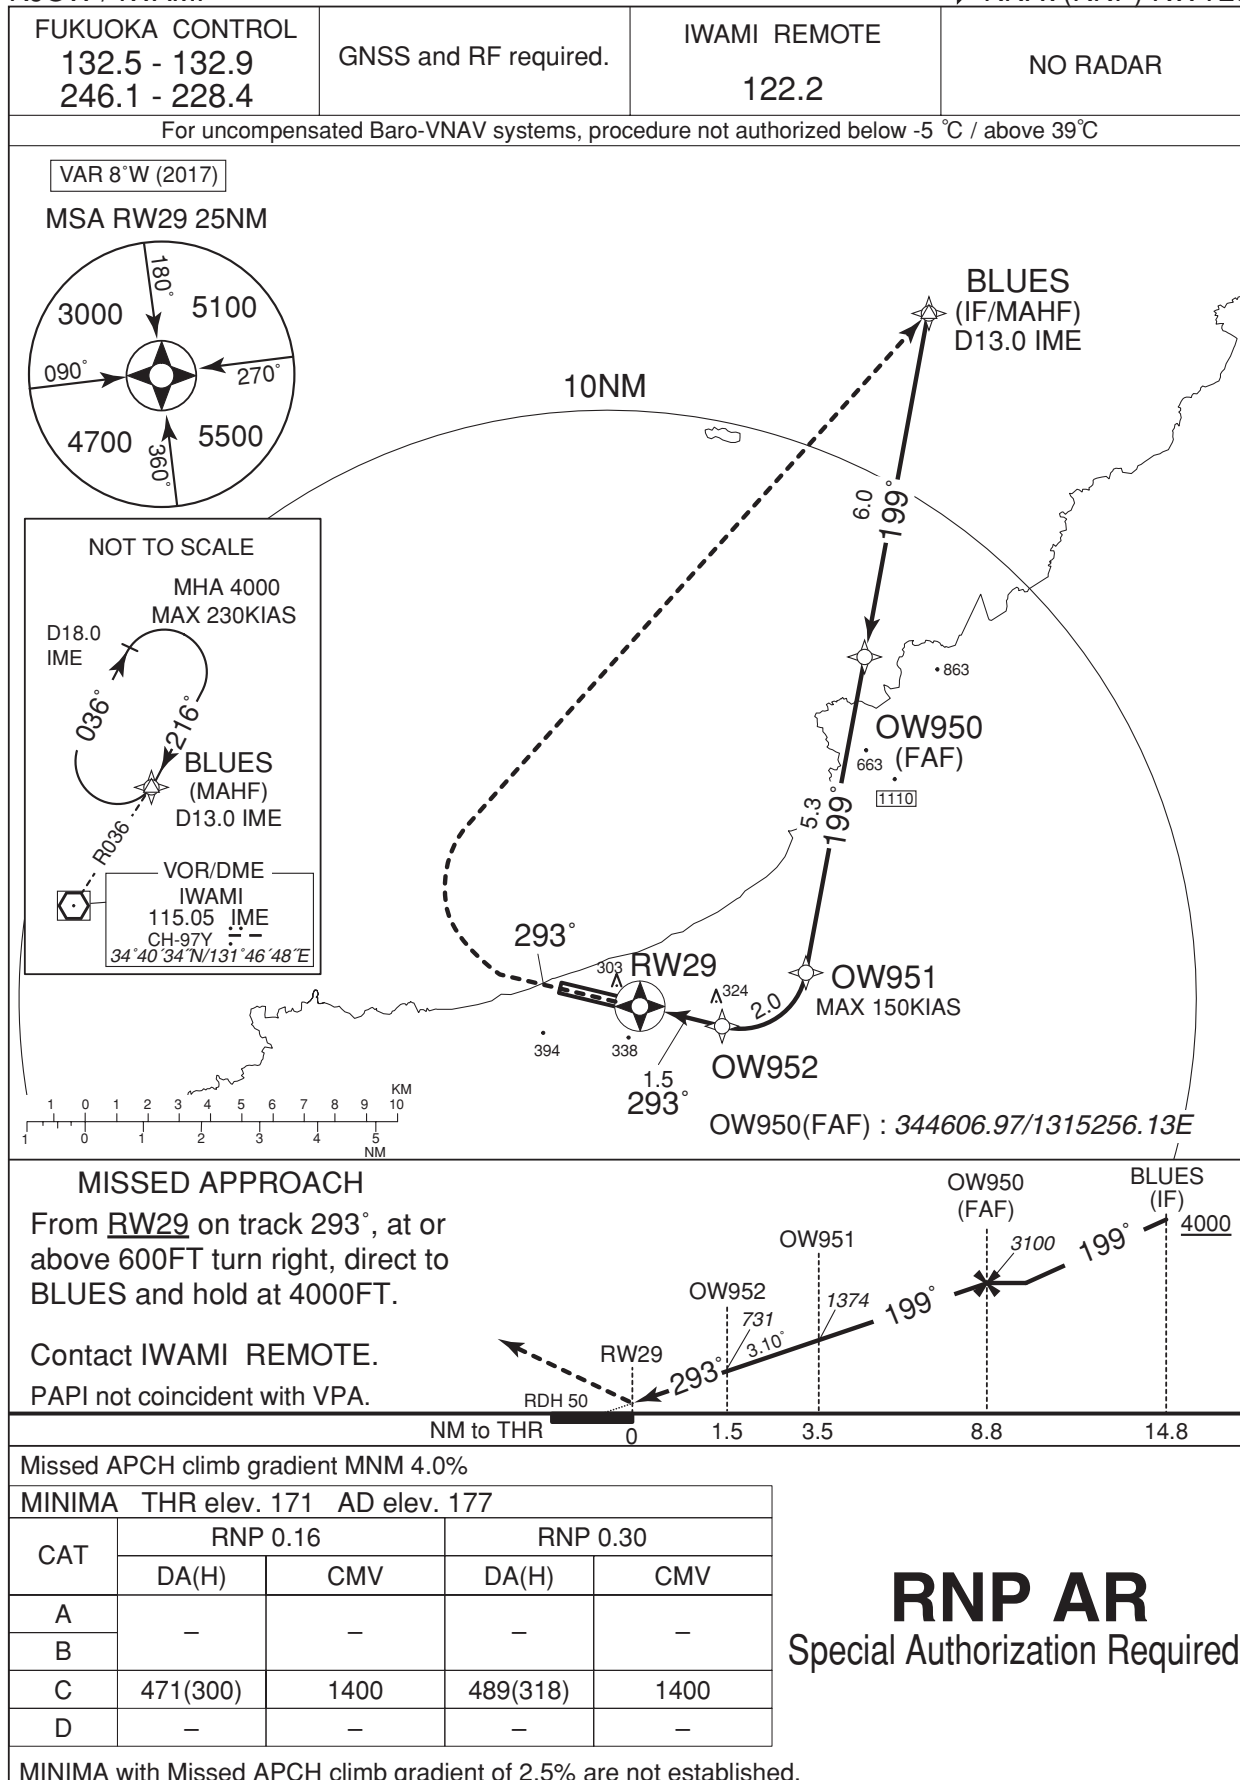 FUKUOKA CONTROL
132.5 - 132.9
246.1 - 228.4
GNSS and RF required.
IWAMI REMOTE
122.2
NO RADAR
For uncompensated Baro-VNAV systems, procedure not authorized below -5 ˚C / above 39˚C
VAR 8˚W (2017)
MSA RW29 25NM
180˚
3000
5100
090˚
270˚
4700
5500
360˚
BLUES
(IF/MAHF)
D13.0 IME
10NM
6.0
199˚
NOT TO SCALE
MHA 4000
MAX 230KIAS
D18.0
IME
036˚
216˚
BLUES
(MAHF)
D13.0 IME
R036
VOR/DME
IWAMI
115.05 IME
CH-97Y
34˚40´34˝N/131˚46´48˝E
863
OW950
(FAF)
663
1110
5.3
199˚
293˚
303
RW29
324
OW951
MAX 150KIAS
2.0
394
338
OW952
1.5
293˚
KM
1 0 1 2 3 4 5 6 7 8 9 10
1 0 1 2 3 4 5
NM
OW950(FAF) : 344606.97/1315256.13E
MISSED APPROACH
From RW29 on track 293˚, at or
above 600FT turn right, direct to
BLUES and hold at 4000FT.
Contact IWAMI REMOTE.
PAPI not coincident with VPA.
OW950
(FAF)
BLUES
(IF)
4000
OW951
3100
199˚
OW952
1374
199˚
731
3.10˚
RW29
293˚
RDH 50
NM to THR
0 1.5 3.5 8.8 14.8
Missed APCH climb gradient MNM 4.0%
MINIMA THR elev. 171 AD elev. 177
CAT RNP 0.16 RNP 0.30
DA(H) CMV DA(H) CMV
A
– – – –
B
C 471(300) 1400 489(318) 1400
D – – – –
RNP AR
Special Authorization Required
MINIMA with Missed APCH climb gradient of 2.5% are not established.